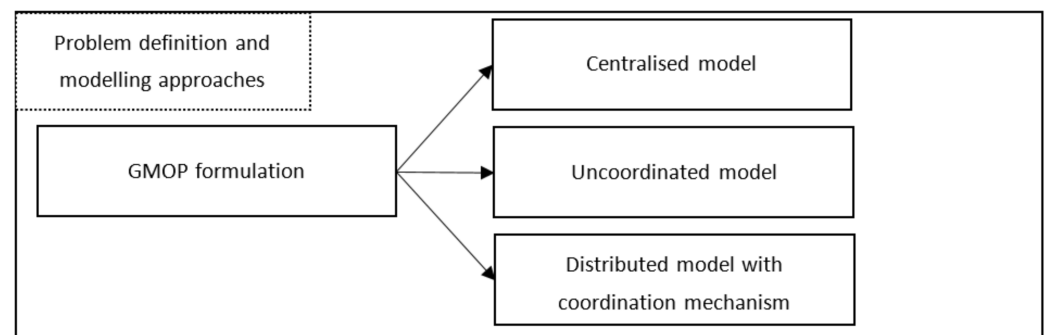 Problem definition and
modelling approaches
GMOP formulation
Centralised model
Uncoordinated model
Distributed model with
coordination mechanism